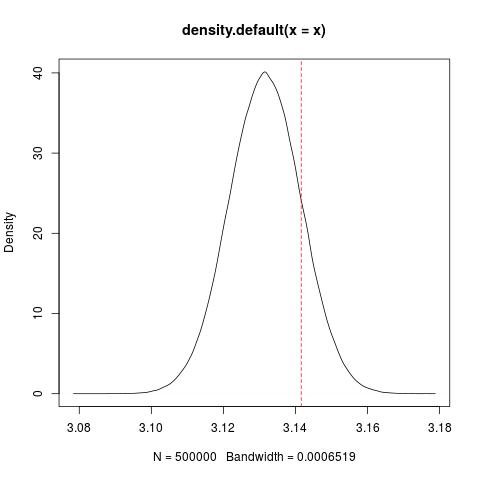 density.default(x = x)
Density
40
30
20
10
0
3.08 3.10 3.12 3.14 3.16 3.18
N = 500000 Bandwidth = 0.0006519